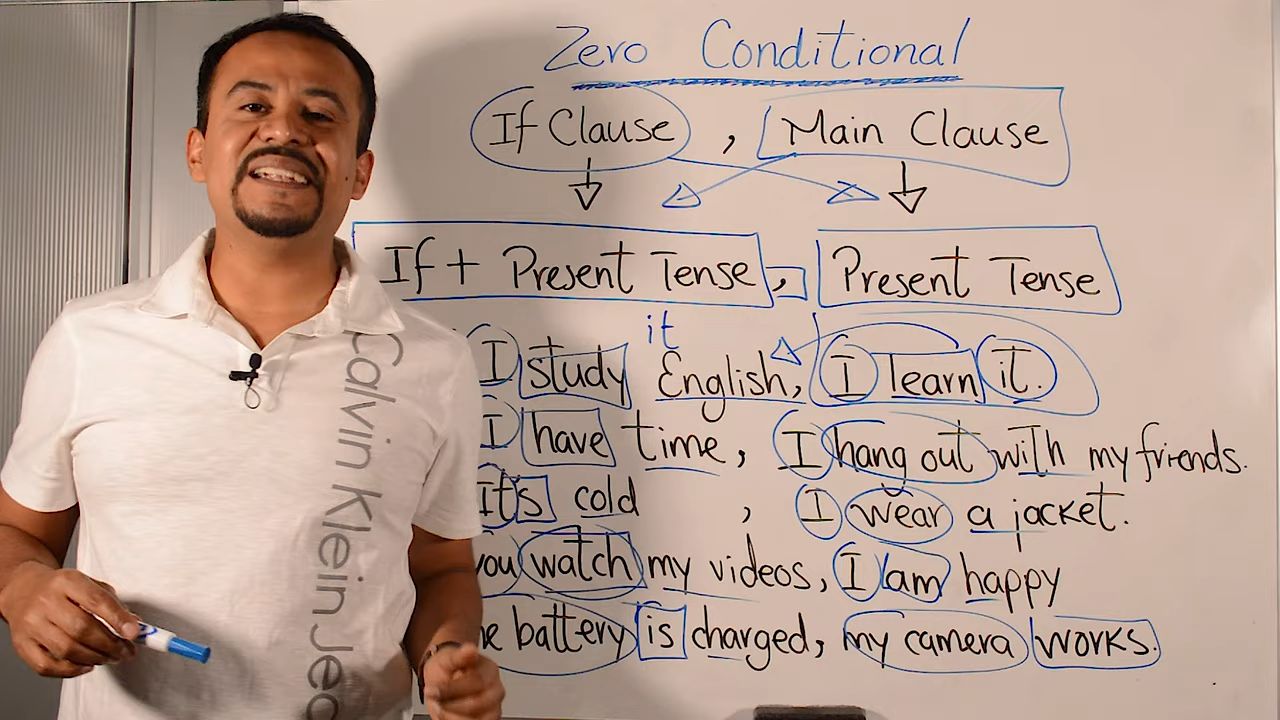 Zero Conditional
If Clause , Main Clause
If + Present Tense, Present Tense
it
I study English, I learn it.
I have time, I hang out with my friends.
It's cold , I wear a jacket.
you watch my videos, I am happy
battery is charged, my camera works.
Calvin Klein Jea